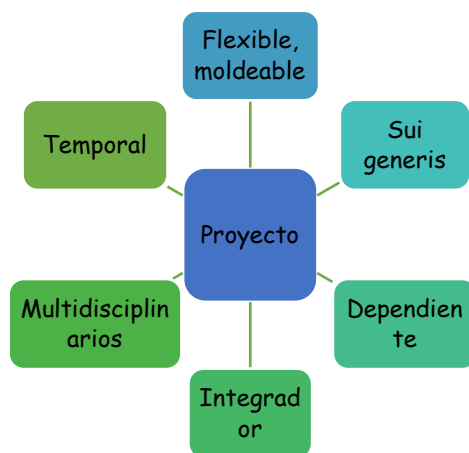 Flexible,
moldeable
Temporal
Sui
generis
Proyecto
Multidisciplin
arios
Dependien
te
Integrad
or